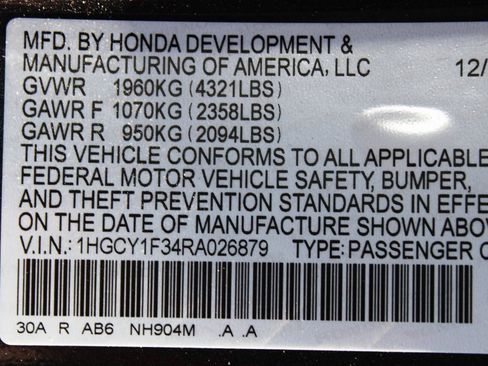 MFD. BY HONDA DEVELOPMENT &
MANUFACTURING OF AMERICA, LLC 12/
GVWR 1960KG (4321LBS)
GAWR F 1070KG (2358LBS)
GAWR R 950KG (2094LBS)
THIS VEHICLE CONFORMS TO ALL APPLICABLE
FEDERAL MOTOR VEHICLE SAFETY, BUMPER,
AND THEFT PREVENTION STANDARDS IN EFFE
ON THE DATE OF MANUFACTURE SHOWN ABOV
V.I.N.: 1HGCY1F34RA026879 TYPE: PASSENGER C
30A R AB6 NH904M .A .A